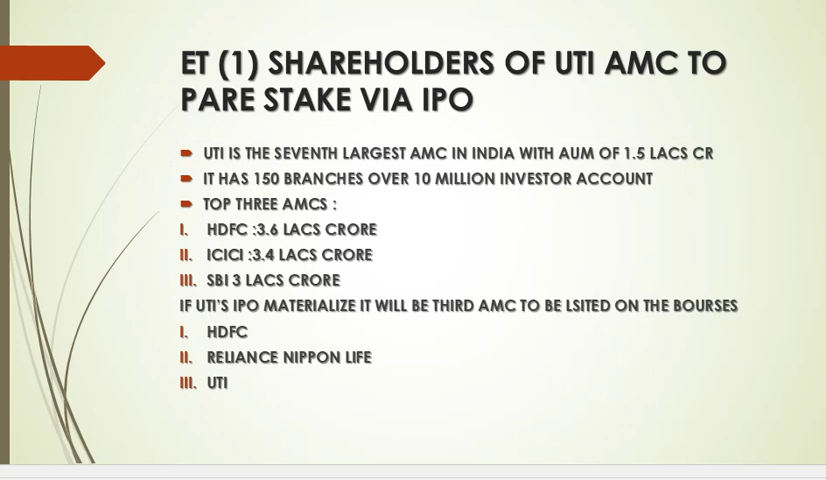 ET (1) SHAREHOLDERS OF UTI AMC TO
PARE STAKE VIA IPO
UTI IS THE SEVENTH LARGEST AMC IN INDIA WITH AUM OF 1.5 LACS CR
IT HAS 150 BRANCHES OVER 10 MILLION INVESTOR ACCOUNT
TOP THREE AMCS :
I. HDFC :3.6 LACS CRORE
II. ICICI :3.4 LACS CRORE
III. SBI 3 LACS CRORE
IF UTI'S IPO MATERIALIZE IT WILL BE THIRD AMC TO BE LSITED ON THE BOURSES
I. HDFC
II. RELIANCE NIPPON LIFE
III. UTI